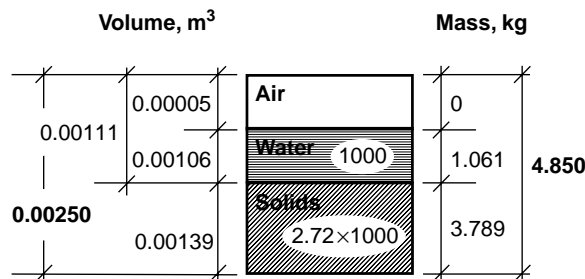 Volume, m³ Mass, kg
Air
0.00005 0
0.00111
Water 1000
0.00106 1.061
4.850
Solids
0.00250
2.72×1000
0.00139 3.789